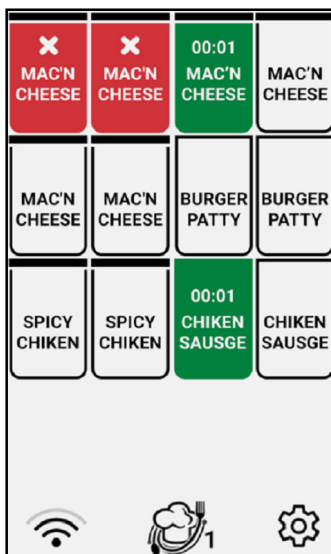 MAC'N
CHEESE
MAC'N
CHEESE
00:01
MAC'N
CHEESE
MAC'N
CHEESE
MAC'N
CHEESE
MAC'N
CHEESE
BURGER
PATTY
BURGER
PATTY
SPICY
CHIKEN
SPICY
CHIKEN
00:01
CHIKEN
SAUSGE
CHIKEN
SAUSGE
1